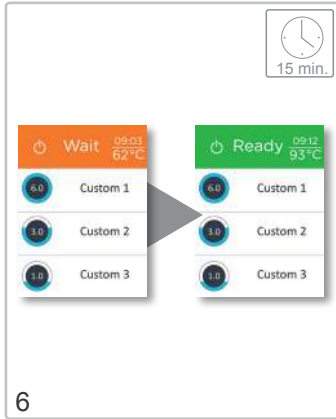 15 min.
Wait 09:03 62°C
6.0 Custom 1
3.0 Custom 2
1.0 Custom 3
Ready 09:12 93°C
6.0 Custom 1
3.0 Custom 2
1.0 Custom 3
6